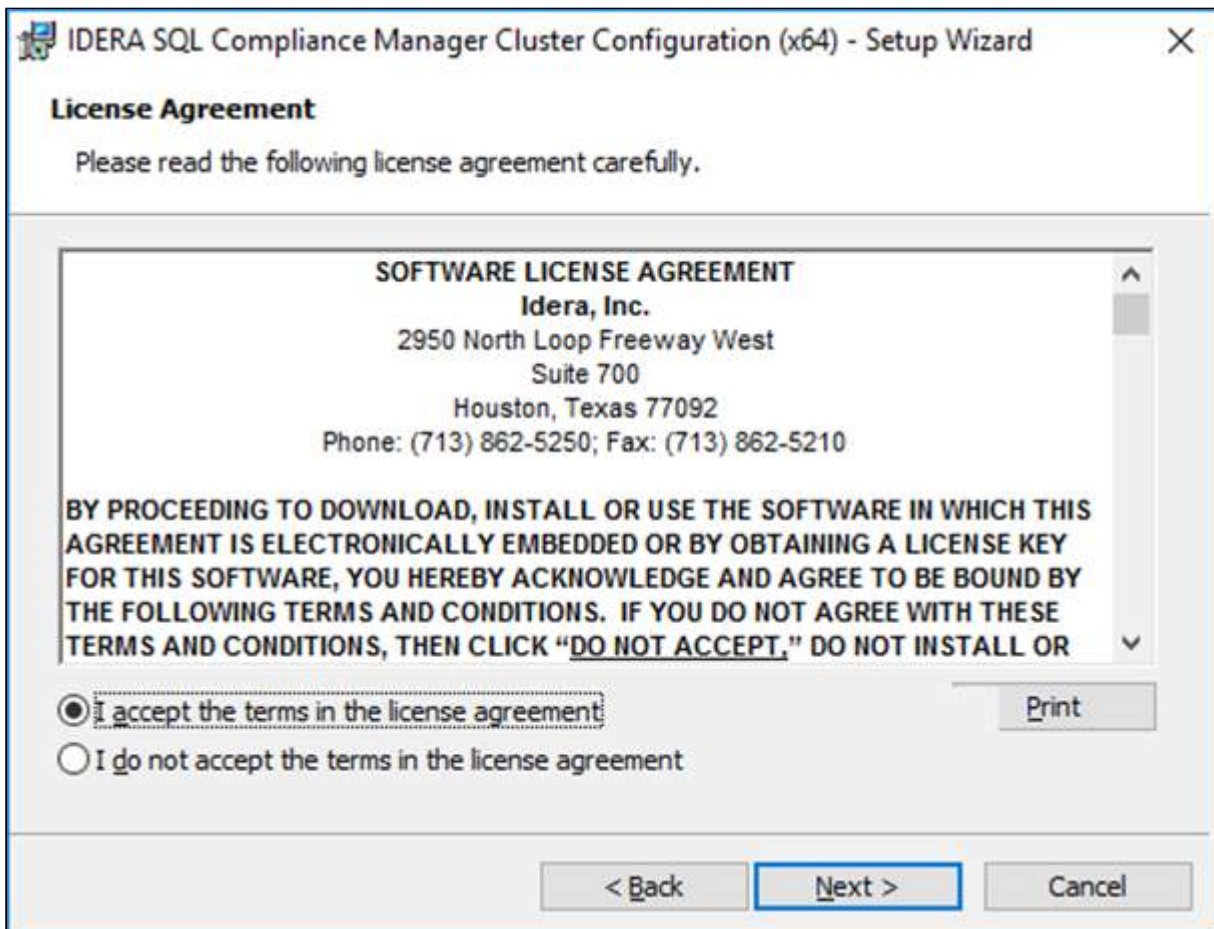 IDERA SQL Compliance Manager Cluster Configuration (x64) - Setup Wizard
License Agreement
Please read the following license agreement carefully.
SOFTWARE LICENSE AGREEMENT
Idera, Inc.
2950 North Loop Freeway West
Suite 700
Houston, Texas 77092
Phone: (713) 862-5250; Fax: (713) 862-5210
BY PROCEEDING TO DOWNLOAD, INSTALL OR USE THE SOFTWARE IN WHICH THIS
AGREEMENT IS ELECTRONICALLY EMBEDDED OR BY OBTAINING A LICENSE KEY
FOR THIS SOFTWARE, YOU HEREBY ACKNOWLEDGE AND AGREE TO BE BOUND BY
THE FOLLOWING TERMS AND CONDITIONS.  IF YOU DO NOT AGREE WITH THESE
TERMS AND CONDITIONS, THEN CLICK “DO NOT ACCEPT,” DO NOT INSTALL OR
I accept the terms in the license agreement
Print
I do not accept the terms in the license agreement
< Back
Next >
Cancel